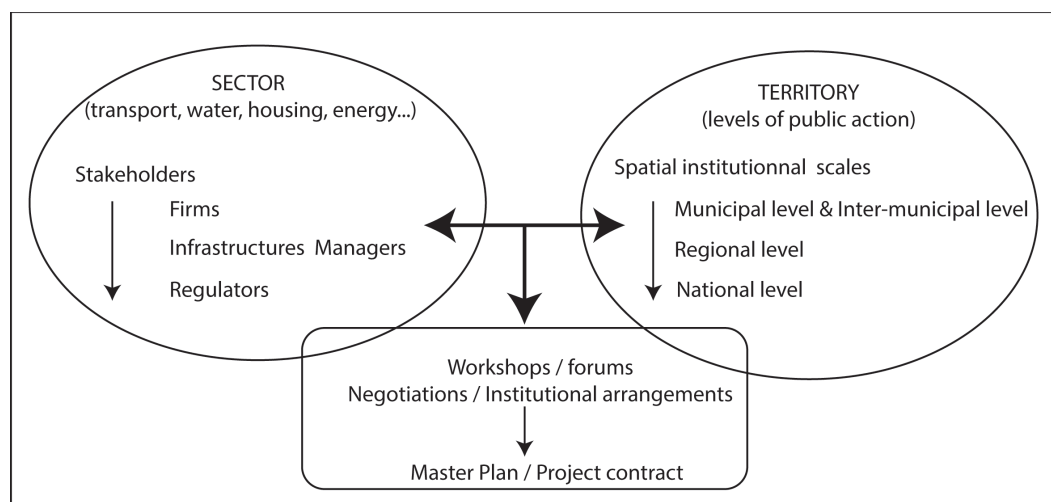 SECTOR
(transport, water, housing, energy...)
Stakeholders
Firms
Infrastructures Managers
Regulators
TERRITORY
(levels of public action)
Spatial institutionnal scales
Municipal level & Inter-municipal level
Regional level
National level
Workshops / forums
Negotiations / Institutional arrangements
Master Plan / Project contract